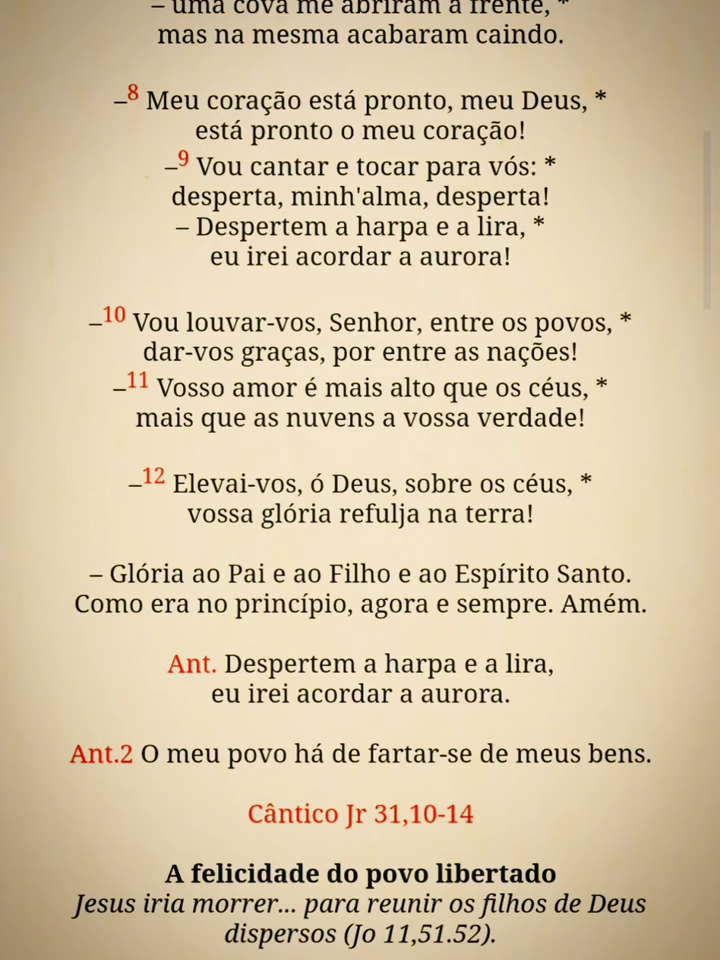 – uma cova me abriram à frente, *
mas na mesma acabaram caindo.
–8 Meu coração está pronto, meu Deus, *
está pronto o meu coração!
–9 Vou cantar e tocar para vós: *
desperta, minh'alma, desperta!
– Despertem a harpa e a lira, *
eu irei acordar a aurora!
–10 Vou louvar-vos, Senhor, entre os povos, *
dar-vos graças, por entre as nações!
–11 Vosso amor é mais alto que os céus, *
mais que as nuvens a vossa verdade!
–12 Elevai-vos, ó Deus, sobre os céus, *
vossa glória refulja na terra!
– Glória ao Pai e ao Filho e ao Espírito Santo.
Como era no princípio, agora e sempre. Amém.
Ant. Despertem a harpa e a lira,
eu irei acordar a aurora.
Ant.2 O meu povo há de fartar-se de meus bens.
Cântico Jr 31,10-14
A felicidade do povo libertado
Jesus iria morrer... para reunir os filhos de Deus
dispersos (Jo 11,51.52).